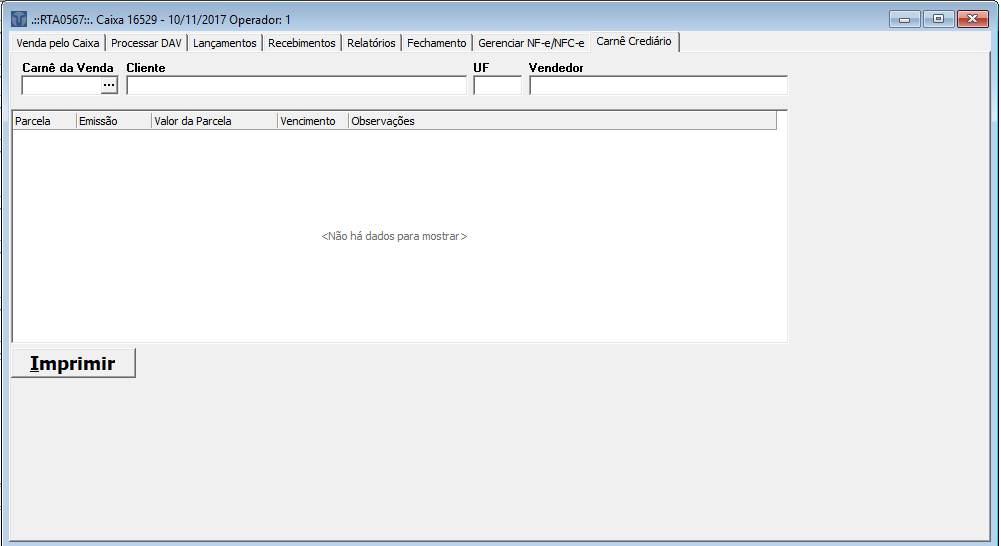 .::RTA0567::. Caixa 16529 - 10/11/2017 Operador: 1
Venda pelo Caixa Processar DAV Lançamentos Recebimentos Relatórios Fechamento Gerenciar NF-e/NFC-e Carnê Crediário
Carnê da Venda Cliente UF Vendedor
...
Parcela Emissão Valor da Parcela Vencimento Observações
<Não há dados para mostrar>
Imprimir